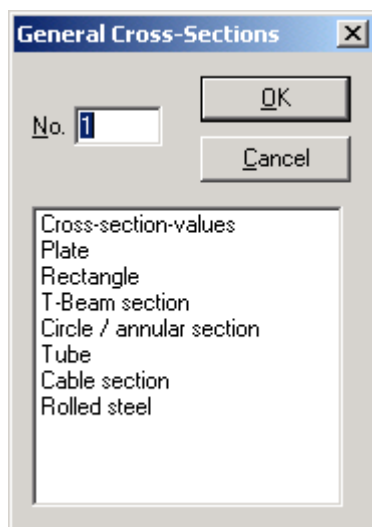 General Cross-Sections
No. 1
OK
Cancel
Cross-section-values
Plate
Rectangle
T-Beam section
Circle / annular section
Tube
Cable section
Rolled steel